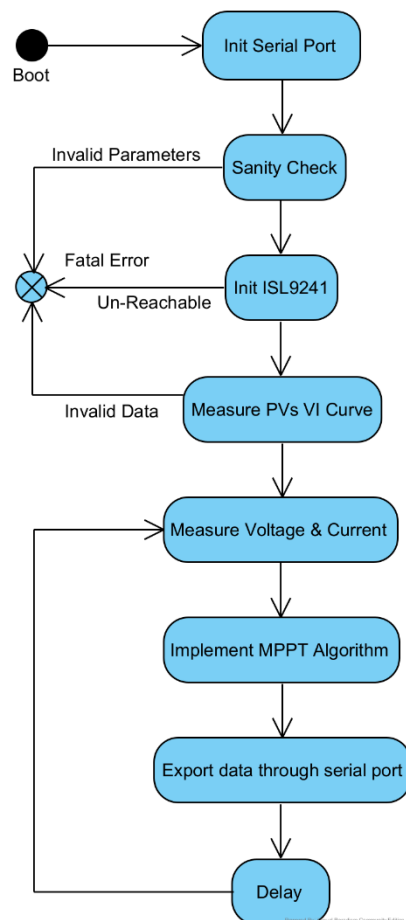 Init Serial Port
Boot
Invalid Parameters
Sanity Check
Fatal Error
Init ISL9241
Un-Reachable
Invalid Data
Measure PVs VI Curve
Measure Voltage & Current
Implement MPPT Algorithm
Export data through serial port
Delay